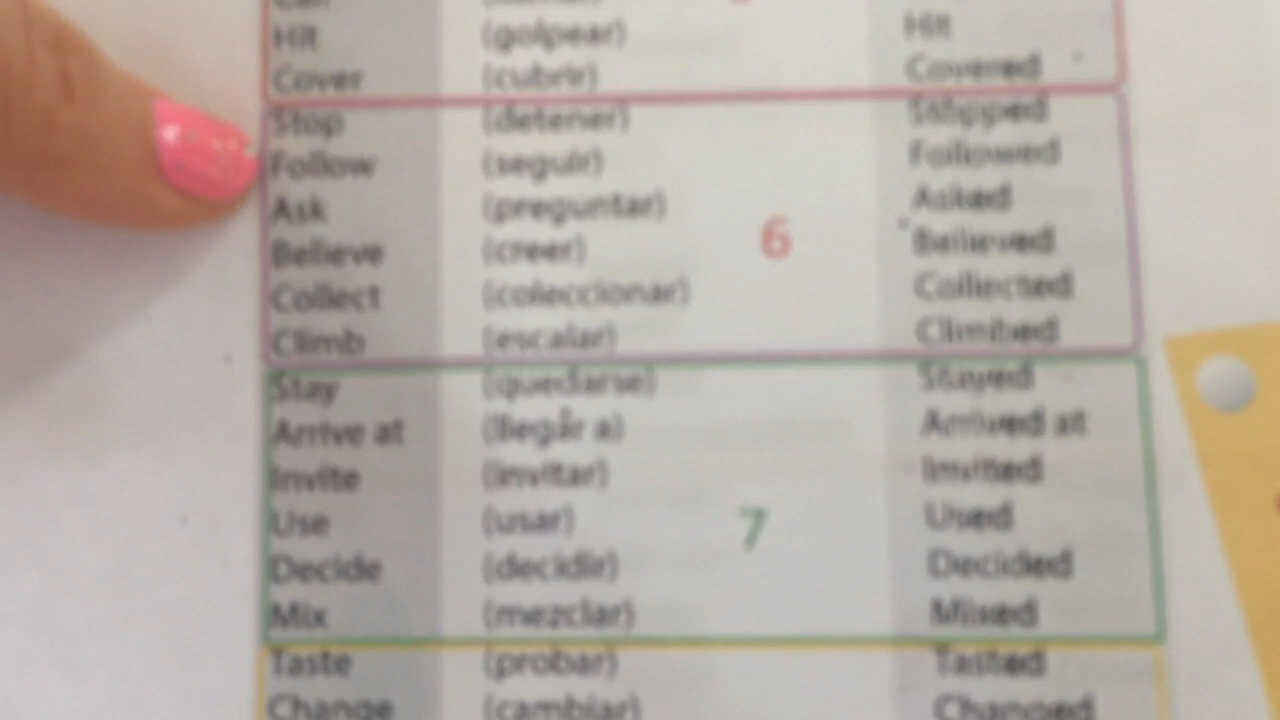 Call
Hit (golpear) Hit
Cover (cubrir) Covered
Stop (detener) Stopped
Follow (seguir) Followed
Ask (preguntar) Asked
Believe (creer) 6 Believed
Collect (coleccionar) Collected
Climb (escalar) Climbed
Stay (quedarse) Stayed
Arrive at (llegar a) Arrived at
Invite (invitar) Invited
Use (usar) 7 Used
Decide (decidir) Decided
Mix (mezclar) Mixed
Taste (probar) Tasted
Change (cambiar) Changed